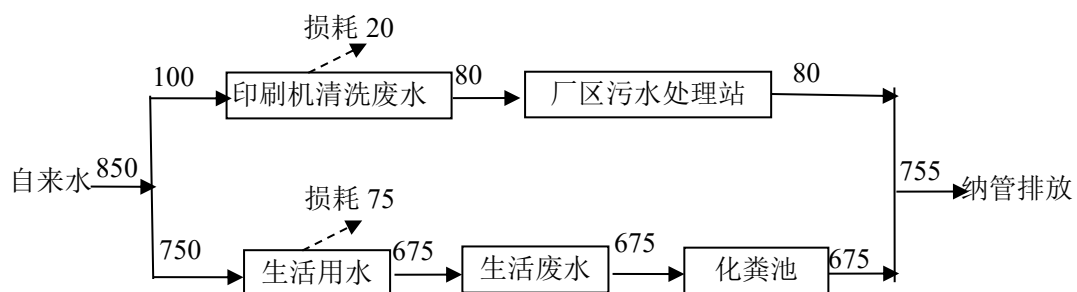 损耗 20
100
印刷机清洗废水
80
厂区污水处理站
80
自来水
850
755
纳管排放
损耗 75
750
生活用水
675
生活废水
675
化粪池
675